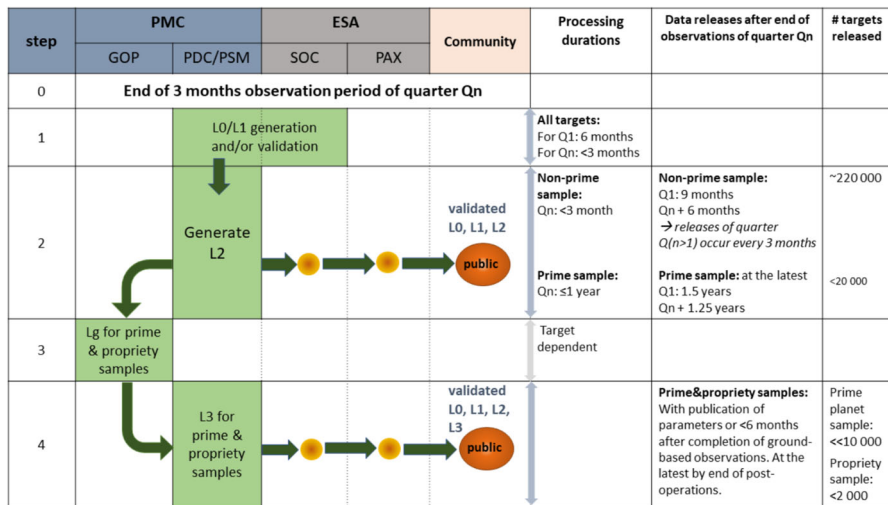 step
PMC
ESA
Community
Processing
durations
Data releases after end of
observations of quarter Qn
# targets
released
GOP
PDC/PSM
SOC
PAX
0
End of 3 months observation period of quarter Qn
1
L0/L1 generation
and/or validation
All targets:
For Q1: 6 months
For Qn: <3 months
2
Generate
L2
validated
L0, L1, L2
public
Non-prime
sample:
Qn: <3 month
Prime sample:
Qn: ≤1 year
Non-prime sample:
Q1: 9 months
Qn + 6 months
→ releases of quarter
Q(n>1) occur every 3 months
Prime sample: at the latest
Q1: 1.5 years
Qn + 1.25 years
~220 000
<20 000
3
Lg for prime
& propriety
samples
Target
dependent
4
L3 for
prime &
propriety
samples
validated
L0, L1, L2,
L3
public
Prime&propriety samples:
With publication of
parameters or <6 months
after completion of ground-
based observations. At the
latest by end of post-
operations.
Prime
planet
sample:
<<10 000
Propriety
sample:
<2 000